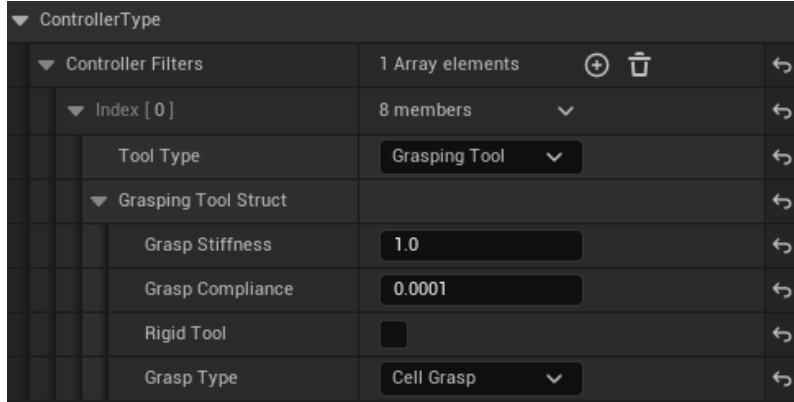 ControllerType
Controller Filters 1 Array elements
Index [ 0 ] 8 members
Tool Type Grasping Tool
Grasping Tool Struct
Grasp Stiffness 1.0
Grasp Compliance 0.0001
Rigid Tool
Grasp Type Cell Grasp